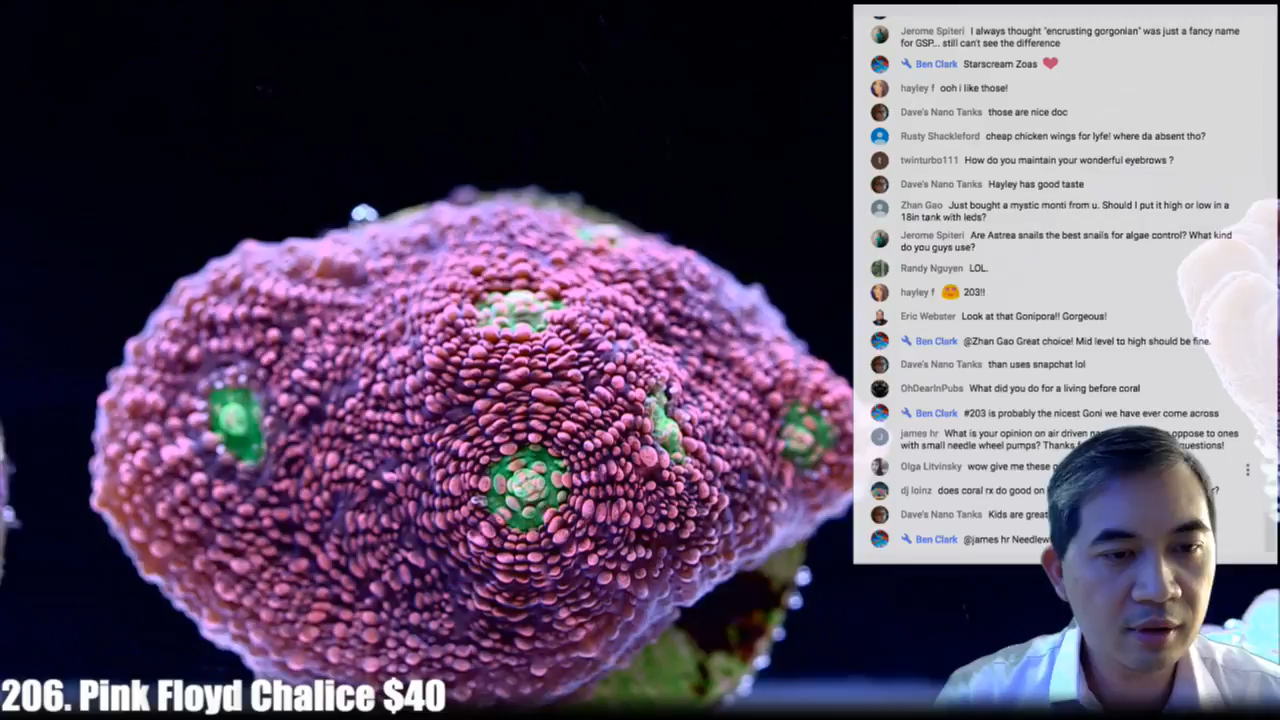 Jerome Spiteri I always thought "encrusting gorgonian" was just a fancy name
for GSP... still can't see the difference
Ben Clark Starscream Zoas
hayley f ooh i like those!
Dave's Nano Tanks those are nice doc
Rusty Shackleford cheap chicken wings for lyfe! where da absent tho?
twinturbo111 How do you maintain your wonderful eyebrows ?
Dave's Nano Tanks Hayley has good taste
Zhan Gao Just bought a mystic monti from u. Should I put it high or low in a
18in tank with leds?
Jerome Spiteri Are Astrea snails the best snails for algae control? What kind
do you guys use?
Randy Nguyen LOL.
hayley f 203!!
Eric Webster Look at that Gonipora!! Gorgeous!
Ben Clark @Zhan Gao Great choice! Mid level to high should be fine.
Dave's Nano Tanks than uses snapchat lol
OhDearInPubs What did you do for a living before coral
Ben Clark #203 is probably the nicest Goni we have ever come across
james hr What is your opinion on air driven oppose to ones
with small needle wheel pumps? Thanks questions!
Olga Litvinsky wow give me these
dj loinz does coral rx do good on
Dave's Nano Tanks Kids are great
Ben Clark @james hr
206. Pink Floyd Chalice $40